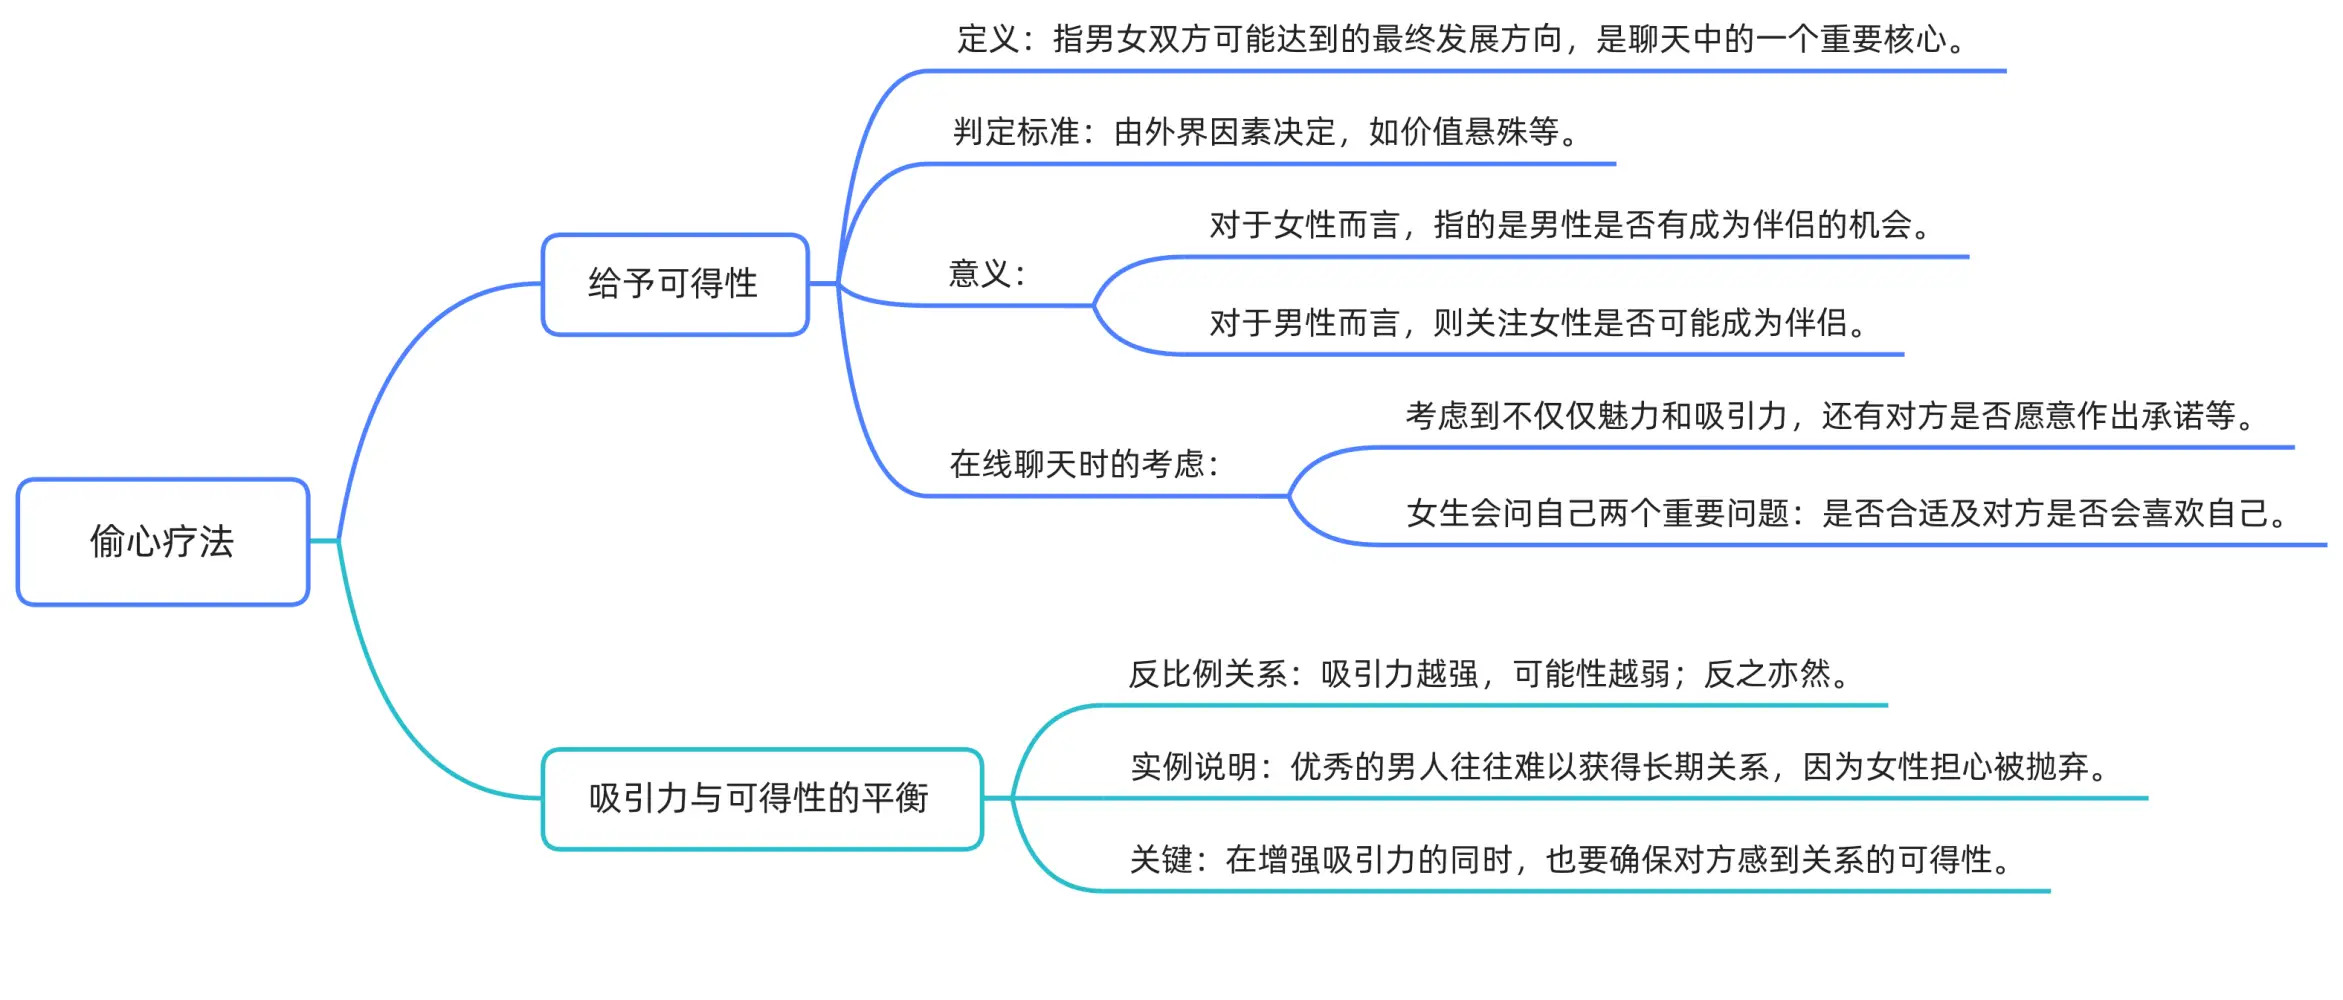 偷心疗法
给予可得性
定义：指男女双方可能达到的最终发展方向，是聊天中的一个重要核心。
判定标准：由外界因素决定，如价值悬殊等。
意义：
对于女性而言，指的是男性是否有成为伴侣的机会。
对于男性而言，则关注女性是否可能成为伴侣。
在线聊天时的考虑：
考虑到不仅仅魅力和吸引力，还有对方是否愿意作出承诺等。
女生会问自己两个重要问题：是否合适及对方是否会喜欢自己。
吸引力与可得性的平衡
反比例关系：吸引力越强，可能性越弱；反之亦然。
实例说明：优秀的男人往往难以获得长期关系，因为女性担心被抛弃。
关键：在增强吸引力的同时，也要确保对方感到关系的可得性。